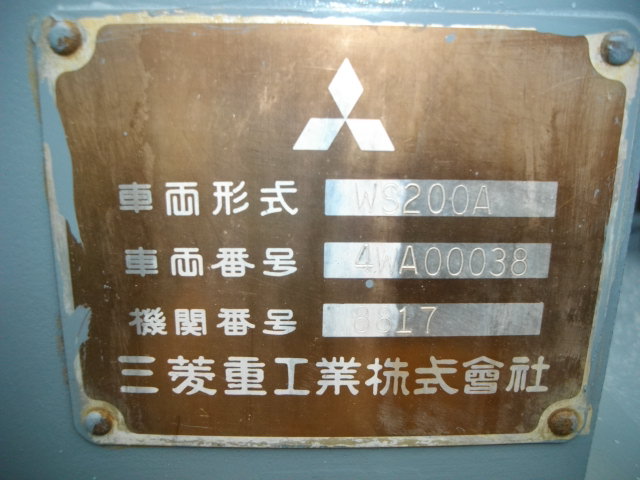 車両形式 WS200A
車両番号 4WA00038
機関番号 8817
三菱重工業株式會社